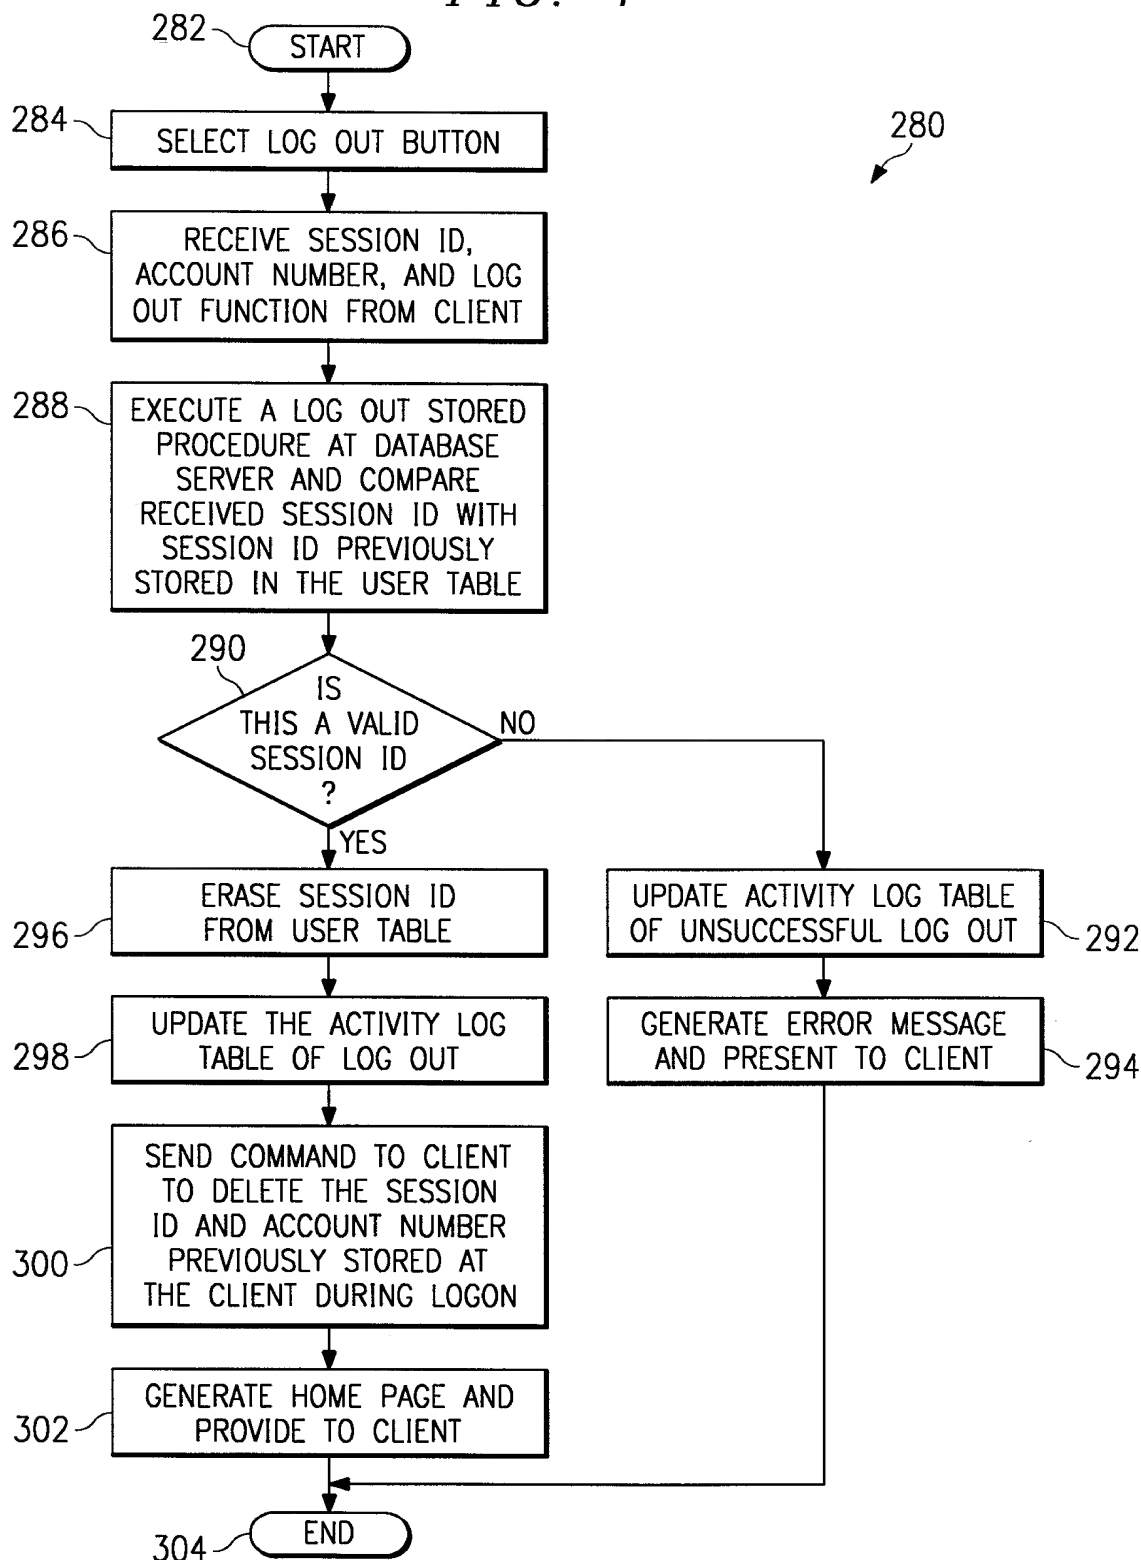 282
START
284
SELECT LOG OUT BUTTON
280
286
RECEIVE SESSION ID,
ACCOUNT NUMBER, AND LOG
OUT FUNCTION FROM CLIENT
288
EXECUTE A LOG OUT STORED
PROCEDURE AT DATABASE
SERVER AND COMPARE
RECEIVED SESSION ID WITH
SESSION ID PREVIOUSLY
STORED IN THE USER TABLE
290
IS
THIS A VALID
SESSION ID
?
NO
YES
296
ERASE SESSION ID
FROM USER TABLE
UPDATE ACTIVITY LOG TABLE
OF UNSUCCESSFUL LOG OUT
292
298
UPDATE THE ACTIVITY LOG
TABLE OF LOG OUT
GENERATE ERROR MESSAGE
AND PRESENT TO CLIENT
294
300
SEND COMMAND TO CLIENT
TO DELETE THE SESSION
ID AND ACCOUNT NUMBER
PREVIOUSLY STORED AT
THE CLIENT DURING LOGON
302
GENERATE HOME PAGE AND
PROVIDE TO CLIENT
304
END